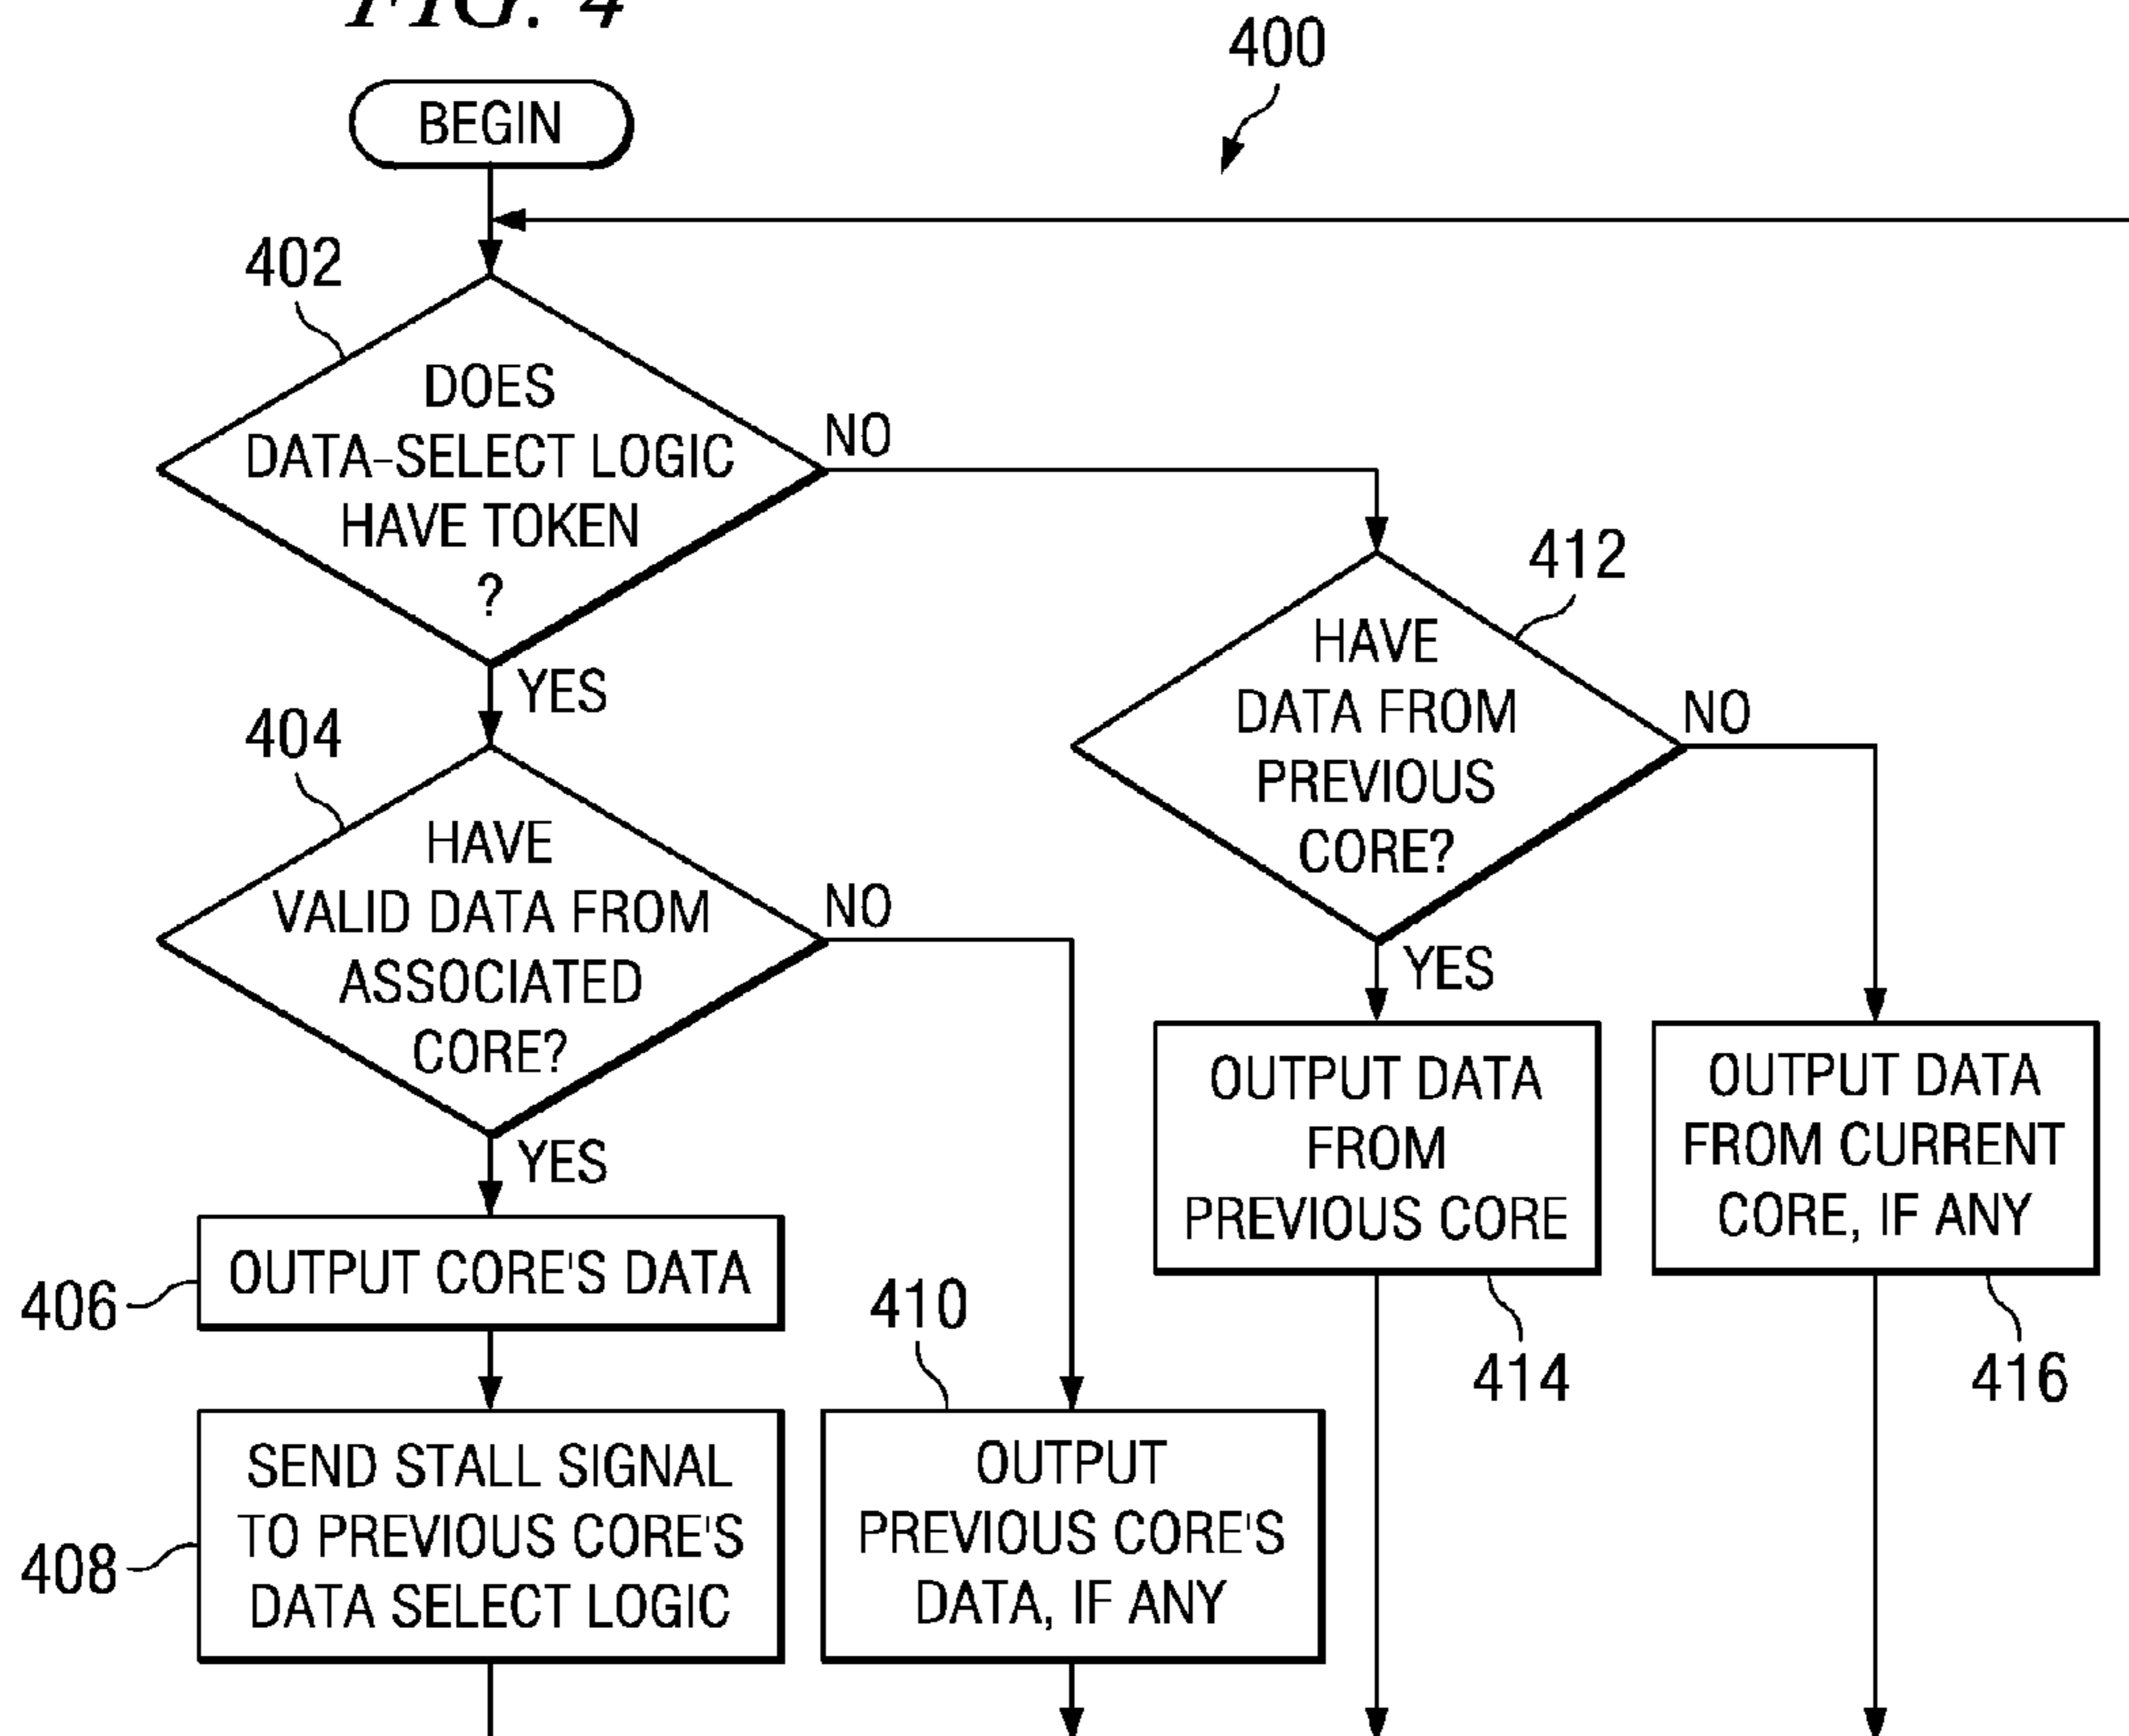 FIG. 4
400
BEGIN
402
DOES
DATA-SELECT LOGIC
HAVE TOKEN
?
NO
YES
412
HAVE
DATA FROM
PREVIOUS
CORE?
NO
YES
404
HAVE
VALID DATA FROM
ASSOCIATED
CORE?
NO
YES
OUTPUT DATA
FROM
PREVIOUS CORE
414
OUTPUT DATA
FROM CURRENT
CORE, IF ANY
416
406
OUTPUT CORE'S DATA
408
SEND STALL SIGNAL
TO PREVIOUS CORE'S
DATA SELECT LOGIC
410
OUTPUT
PREVIOUS CORE'S
DATA, IF ANY